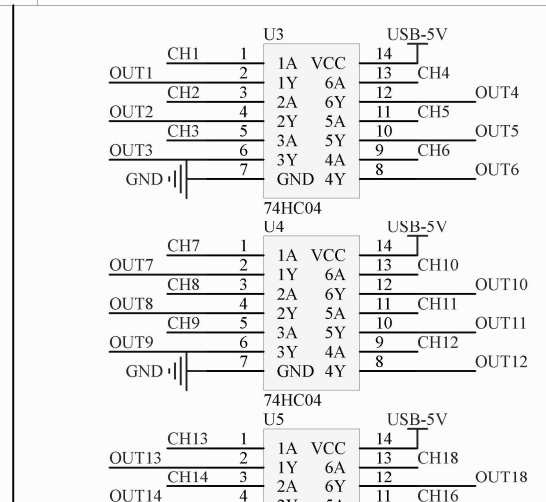 U3 USB-5V
CH1 1 1A VCC 14
OUT1 2 1Y 6A 13 CH4
CH2 3 2A 6Y 12 OUT4
OUT2 4 2Y 5A 11 CH5
CH3 5 3A 5Y 10 OUT5
OUT3 6 3Y 4A 9 CH6
GND 7 GND 4Y 8 OUT6
74HC04
U4 USB-5V
CH7 1 1A VCC 14
OUT7 2 1Y 6A 13 CH10
CH8 3 2A 6Y 12 OUT10
OUT8 4 2Y 5A 11 CH11
CH9 5 3A 5Y 10 OUT11
OUT9 6 3Y 4A 9 CH12
GND 7 GND 4Y 8 OUT12
74HC04
U5 USB-5V
CH13 1 1A VCC 14
OUT13 2 1Y 6A 13 CH18
CH14 3 2A 6Y 12 OUT18
OUT14 4 2Y 5A 11 CH16